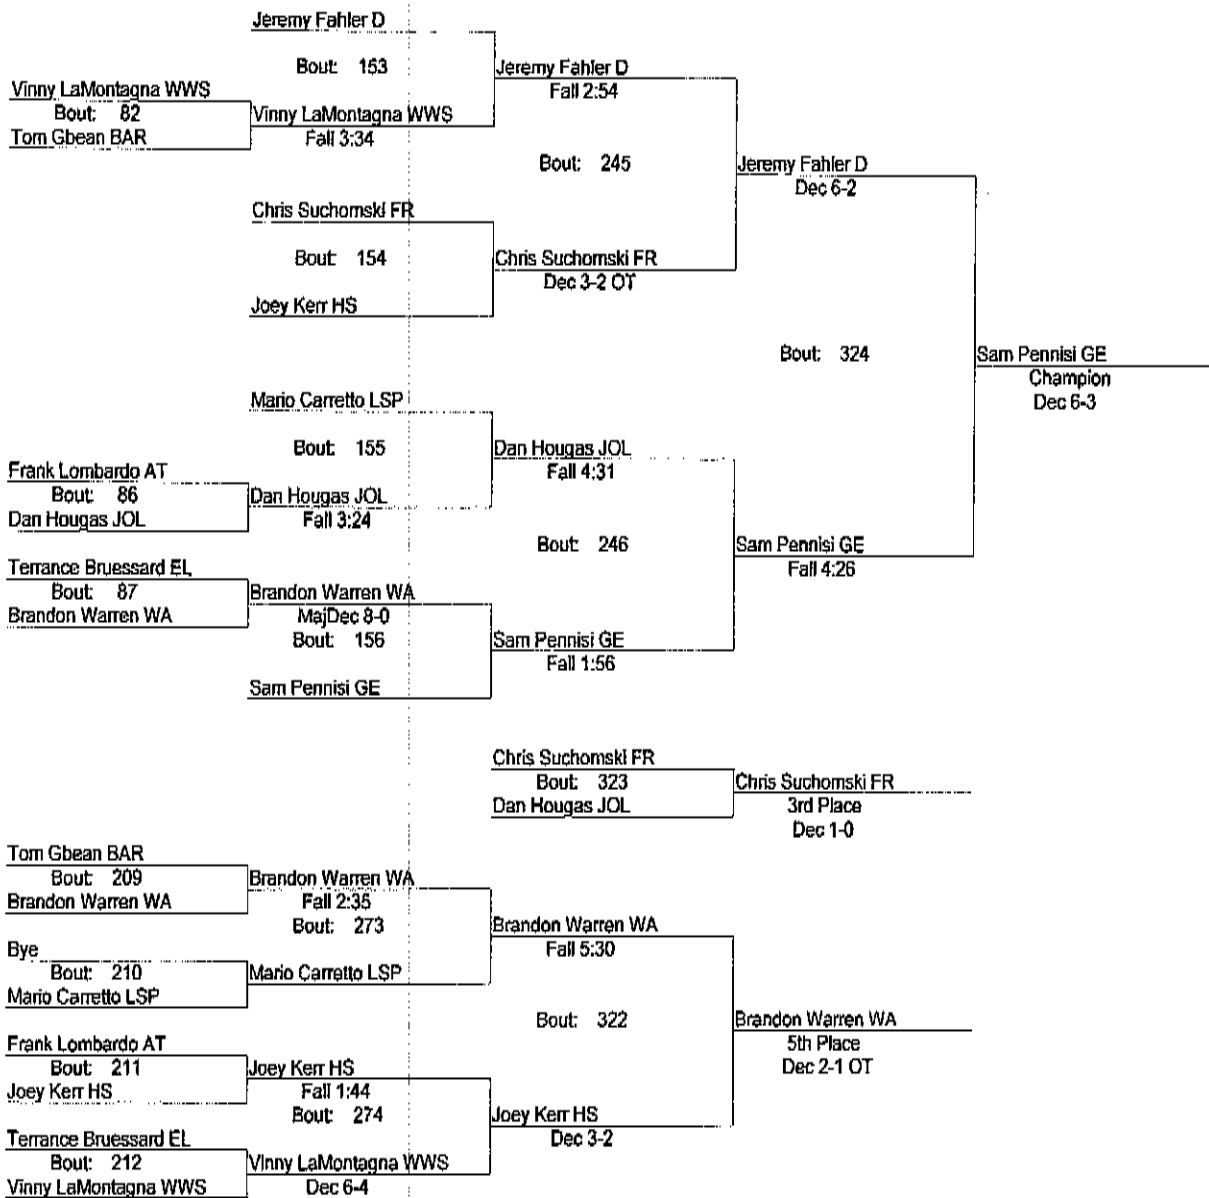 Jeremy Fahler D
Bout: 153
Jeremy Fahler D
Fall 2:54
Vinny LaMontagna WWS
Bout: 82
Tom Gbean BAR
Vinny LaMontagna WWS
Fall 3:34
Bout: 245
Jeremy Fahler D
Dec 6-2
Chris Suchomski FR
Bout: 154
Chris Suchomski FR
Dec 3-2 OT
Joey Kerr HS
Bout: 324
Sam Pennisi GE
Champion
Dec 6-3
Mario Carretto LSP
Bout: 155
Dan Hougas JOL
Fall 4:31
Frank Lombardo AT
Bout: 86
Dan Hougas JOL
Dan Hougas JOL
Fall 3:24
Bout: 246
Sam Pennisi GE
Fall 4:26
Terrance Bruessard EL
Bout: 87
Brandon Warren WA
Brandon Warren WA
MajDec 8-0
Bout: 156
Sam Pennisi GE
Fall 1:56
Sam Pennisi GE
Chris Suchomski FR
Bout: 323
Dan Hougas JOL
Chris Suchomski FR
3rd Place
Dec 1-0
Tom Gbean BAR
Bout: 209
Brandon Warren WA
Brandon Warren WA
Fall 2:35
Bout: 273
Brandon Warren WA
Fall 5:30
Bye
Bout: 210
Mario Carretto LSP
Mario Carretto LSP
Bout: 322
Brandon Warren WA
5th Place
Dec 2-1 OT
Frank Lombardo AT
Bout: 211
Joey Kerr HS
Joey Kerr HS
Fall 1:44
Bout: 274
Joey Kerr HS
Dec 3-2
Terrance Bruessard EL
Bout: 212
Vinny LaMontagna WWS
Vinny LaMontagna WWS
Dec 6-4